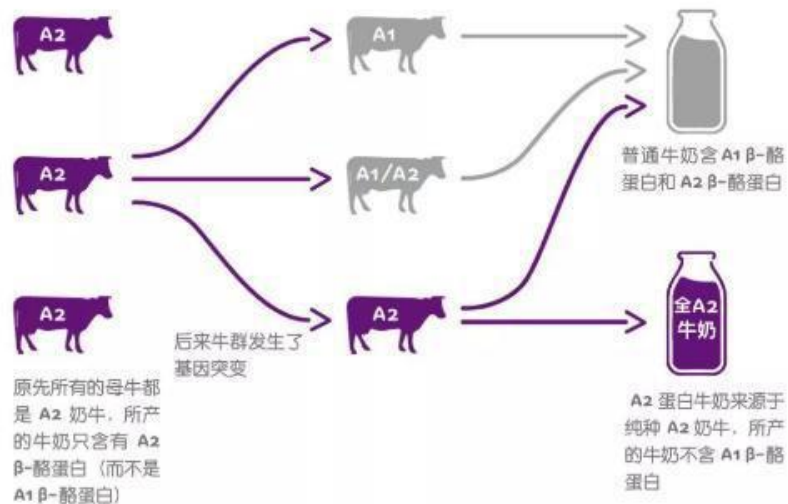 A2
A1
普通牛奶含 A1 β-酪
蛋白和 A2 β-酪蛋白
A2
A1/A2
A2
A2
全A2
牛奶
后来牛群发生了
基因突变
原先所有的母牛都
是 A2 奶牛，所产
的牛奶只含有 A2
β-酪蛋白（而不是
A1 β-酪蛋白）
A2 蛋白牛奶来源于
纯种 A2 奶牛，所产
的牛奶不含 A1 β-酪
蛋白